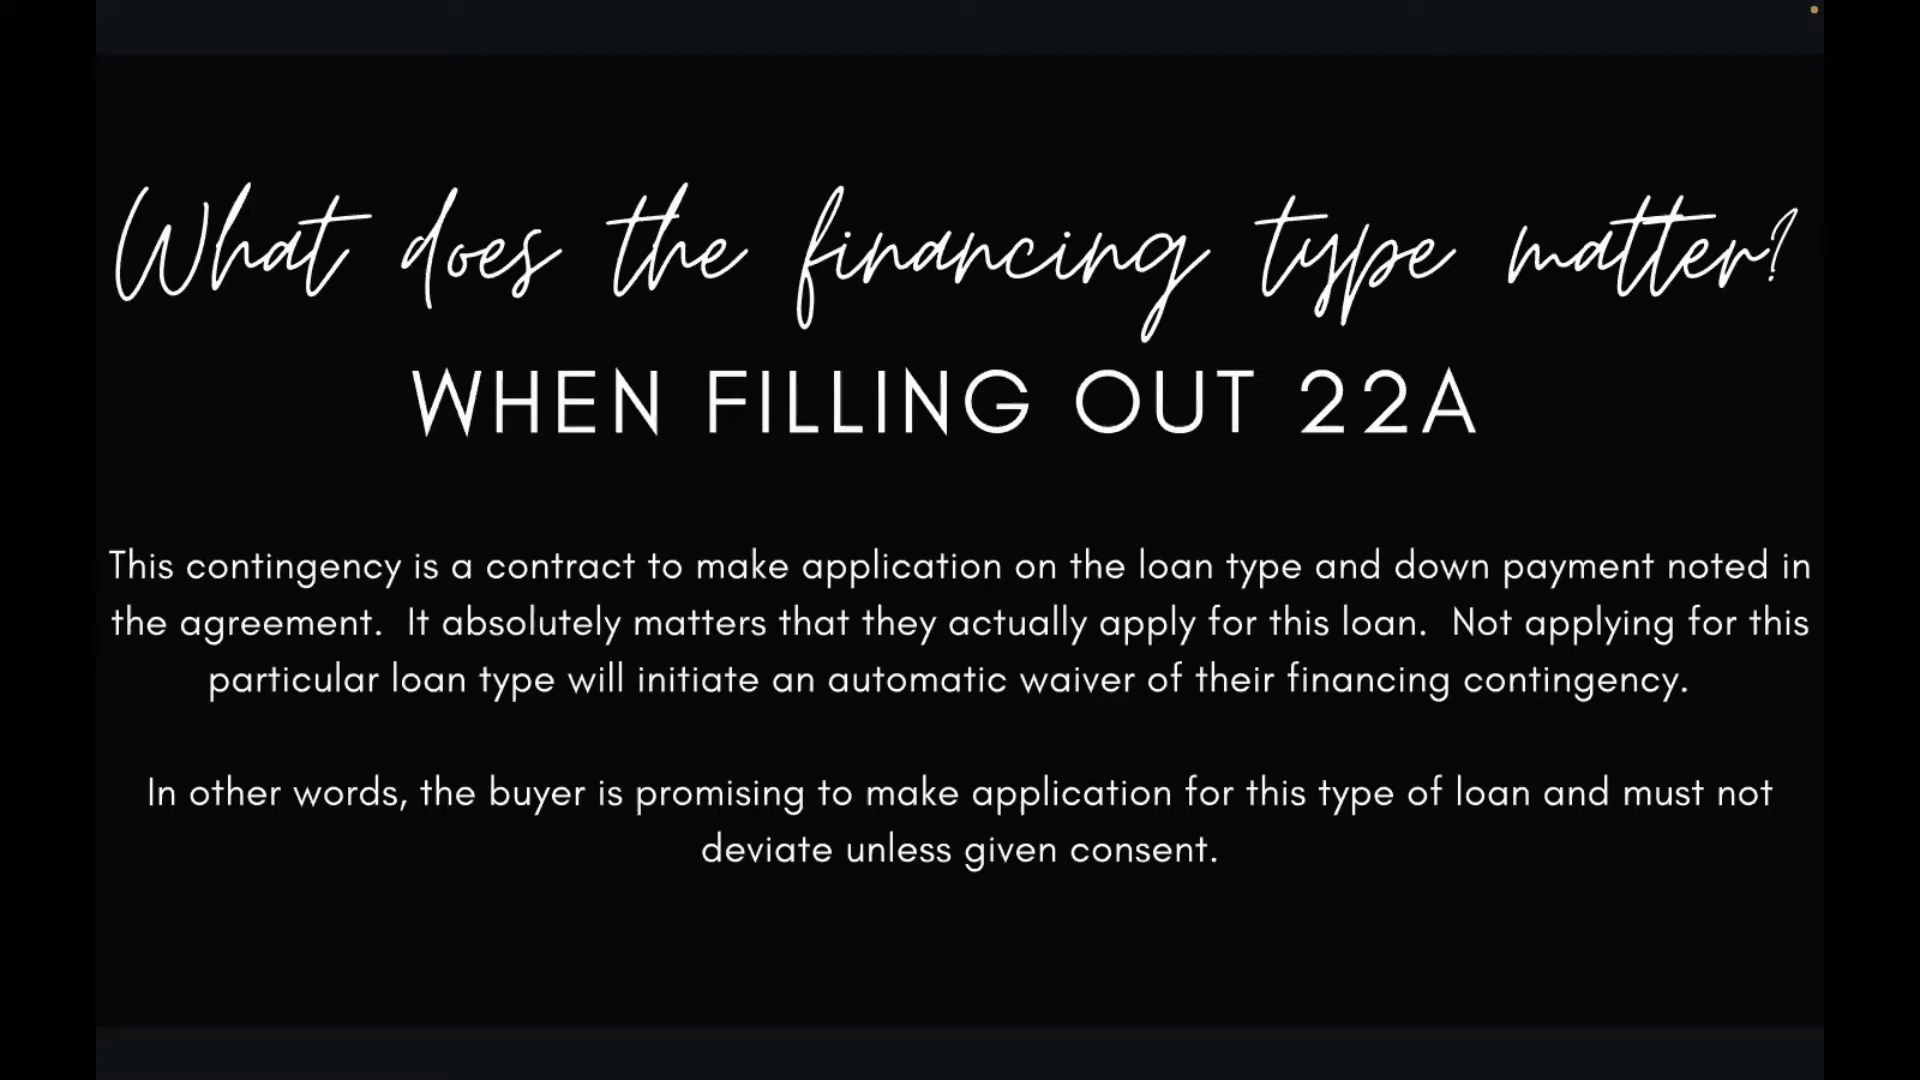 What does the financing type matter?
WHEN FILLING OUT 22A
This contingency is a contract to make application on the loan type and down payment noted in
the agreement.  It absolutely matters that they actually apply for this loan.  Not applying for this
particular loan type will initiate an automatic waiver of their financing contingency.
In other words, the buyer is promising to make application for this type of loan and must not
deviate unless given consent.